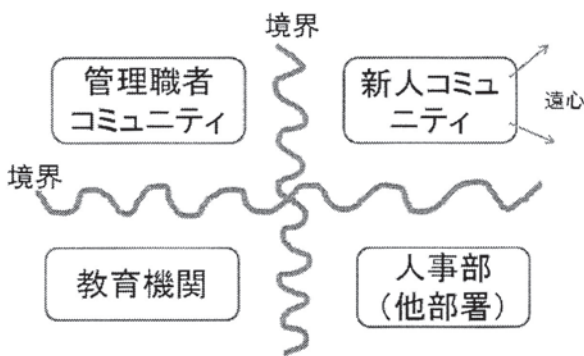 境界
管理職者
コミュニティ
新人コミュ
ニティ
遠心
境界
教育機関
人事部
（他部署）